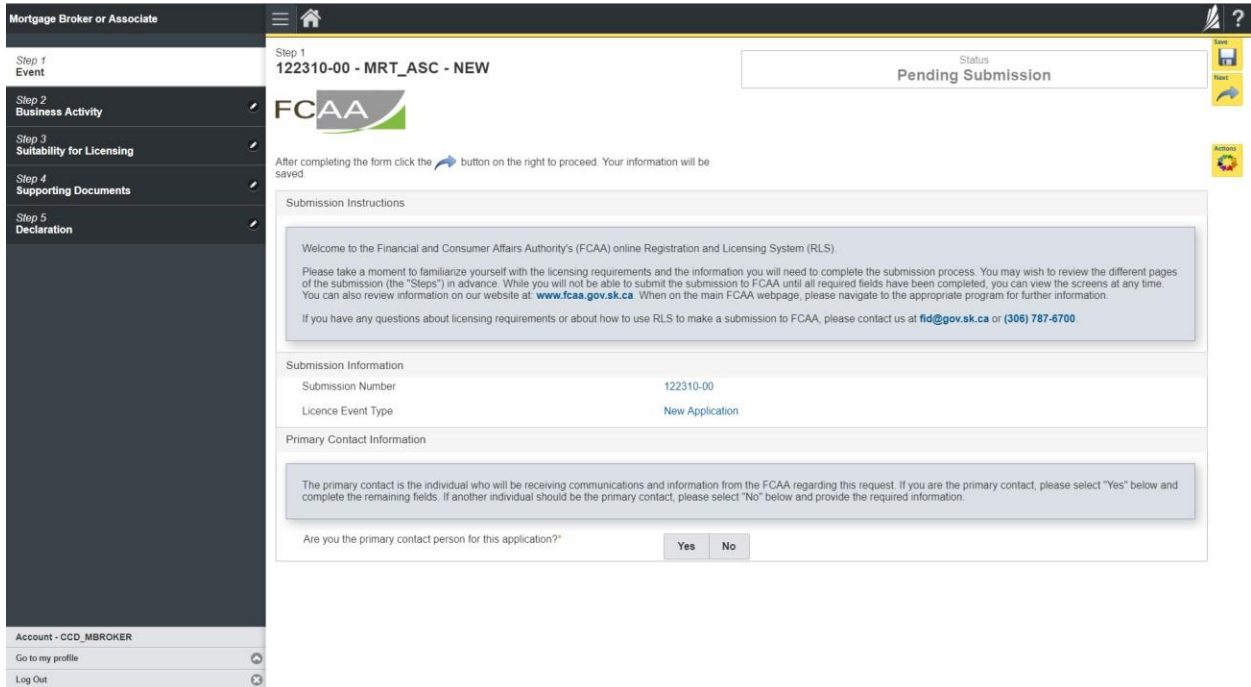 Mortgage Broker or Associate
?
Step 1
Event
Step 2
Business Activity
Step 3
Suitability for Licensing
Step 4
Supporting Documents
Step 5
Declaration
Account - CCD_MBROKER
Go to my profile
Log Out
Step 1
122310-00 - MRT_ASC - NEW
Status
Pending Submission
Save
Next
Actions
FCAA
After completing the form click the button on the right to proceed. Your information will be
saved.
Submission Instructions
Welcome to the Financial and Consumer Affairs Authority's (FCAA) online Registration and Licensing System (RLS).
Please take a moment to familiarize yourself with the licensing requirements and the information you will need to complete the submission process. You may wish to review the different pages
of the submission (the "Steps") in advance. While you will not be able to submit the submission to FCAA until all required fields have been completed, you can view the screens at any time.
You can also review information on our website at: www.fcaa.gov.sk.ca. When on the main FCAA webpage, please navigate to the appropriate program for further information.
If you have any questions about licensing requirements or about how to use RLS to make a submission to FCAA, please contact us at fid@gov.sk.ca or (306) 787-6700.
Submission Information
Submission Number 122310-00
Licence Event Type New Application
Primary Contact Information
The primary contact is the individual who will be receiving communications and information from the FCAA regarding this request. If you are the primary contact, please select "Yes" below and
complete the remaining fields. If another individual should be the primary contact, please select "No" below and provide the required information.
Are you the primary contact person for this application?* Yes No